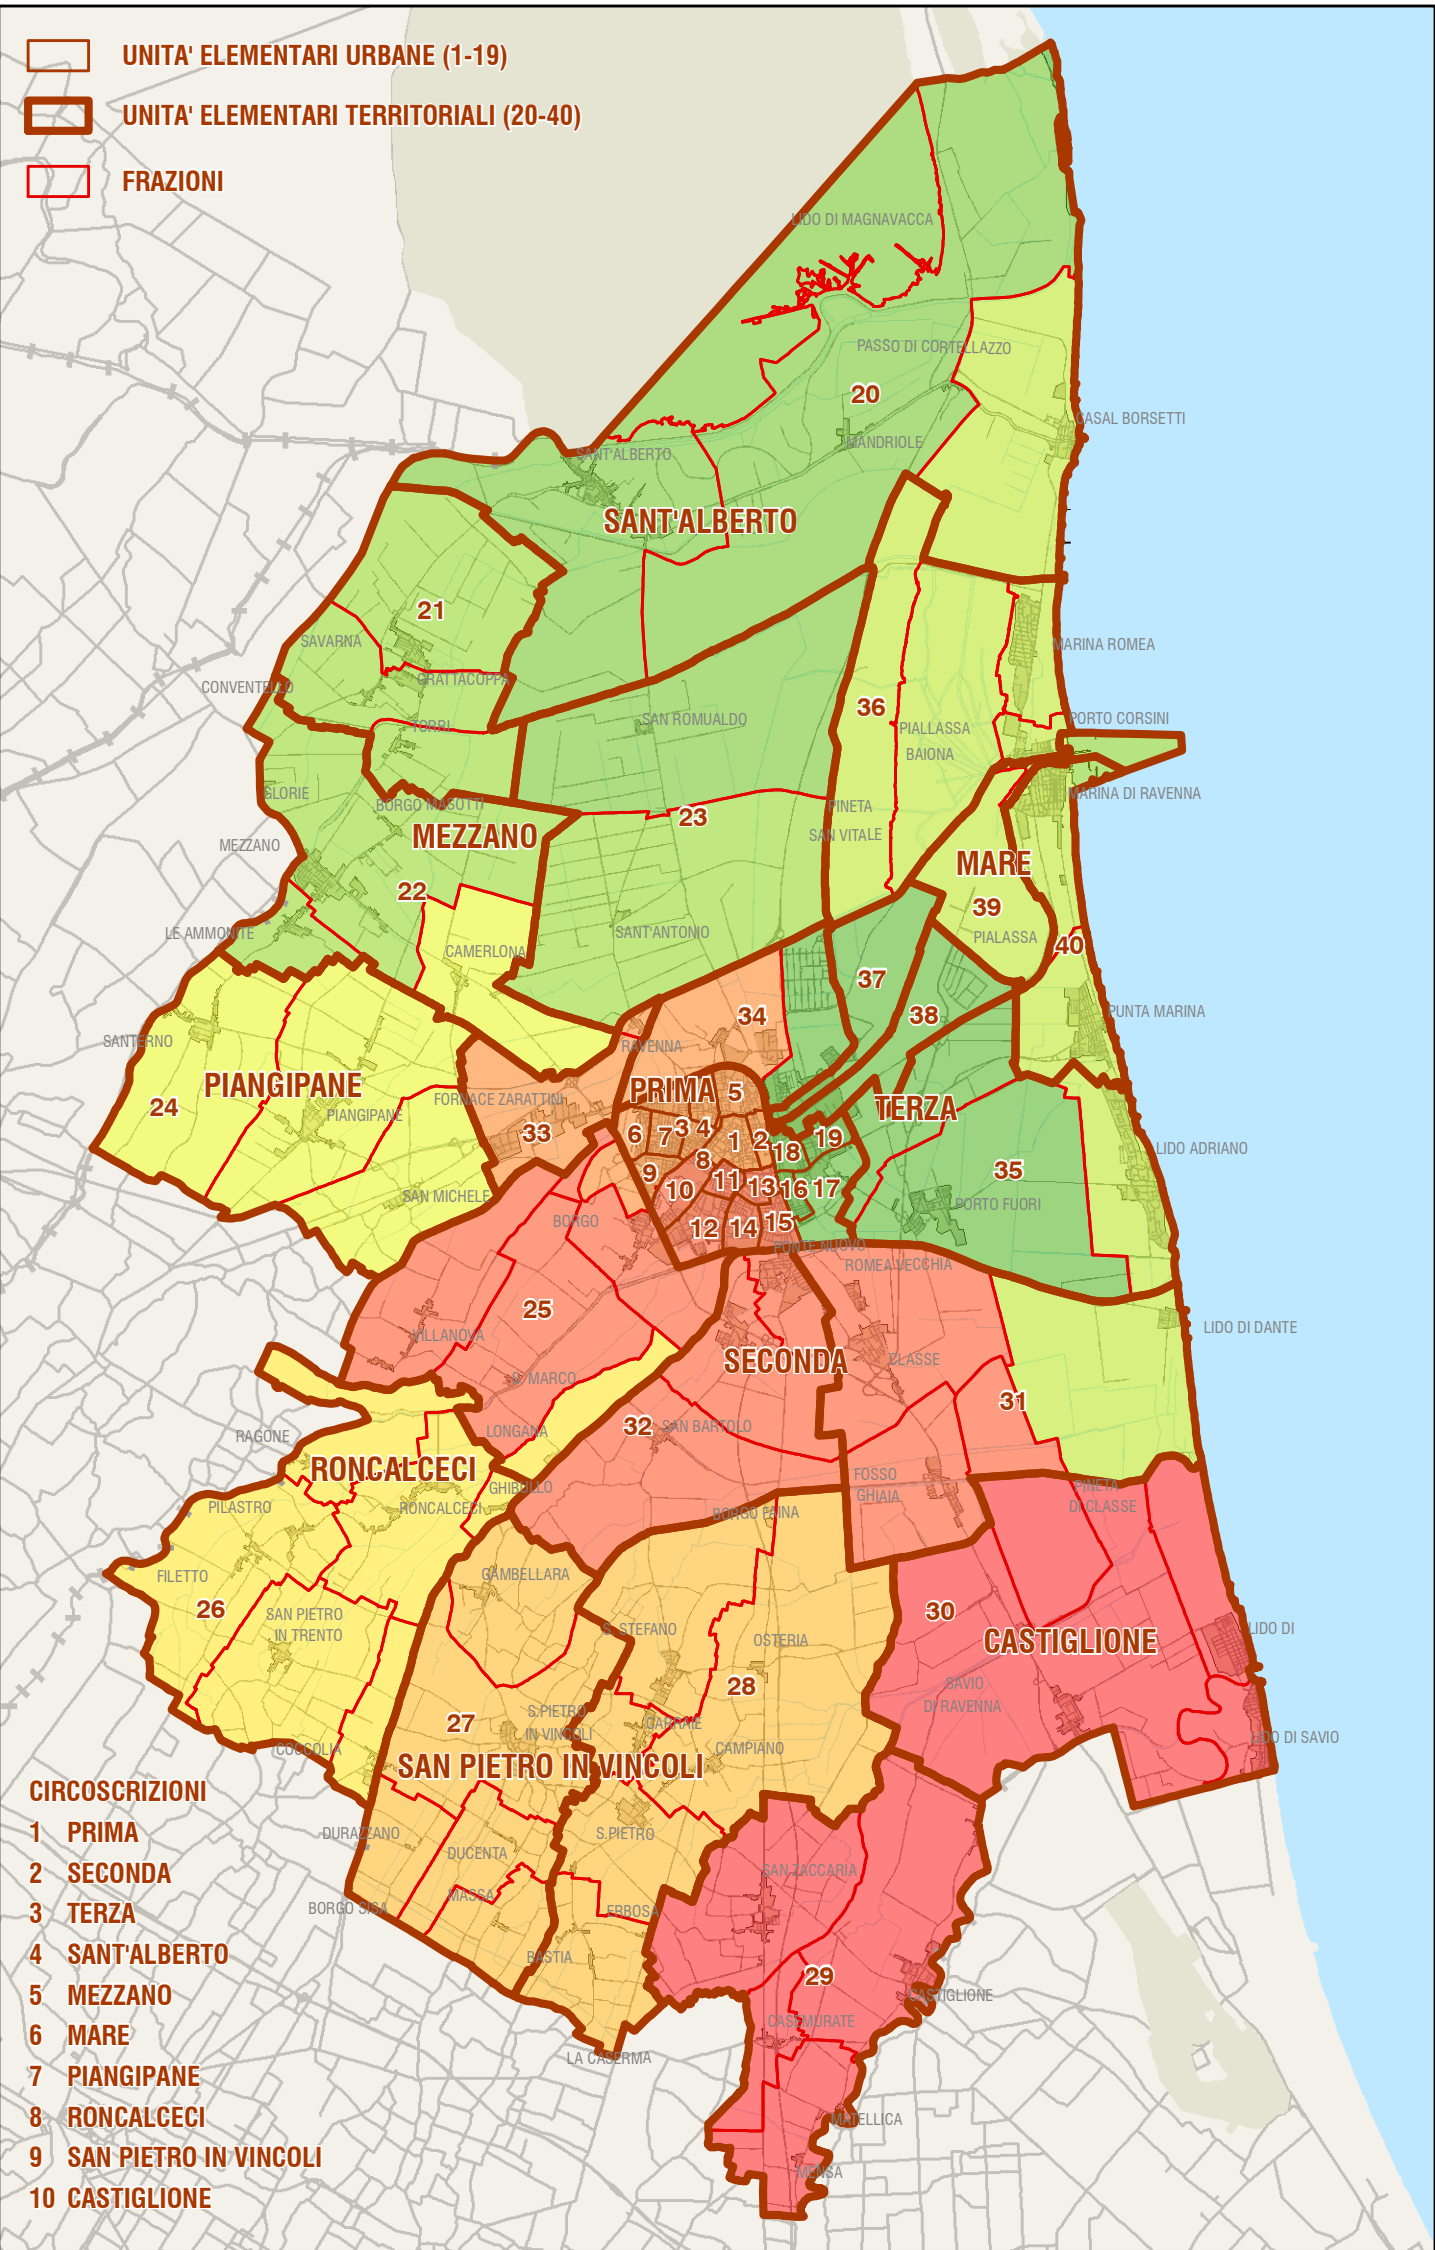 UNITA' ELEMENTARI URBANE (1-19)
UNITA' ELEMENTARI TERRITORIALI (20-40)
FRAZIONI
LIDO DI MAGNAVACCA
PASSO DI CORTELLAZZO
20
CASAL BORSETTI
MANDRIOLE
SANT'ALBERTO
SANT'ALBERTO
21
SAVARNA
MARINA ROMEA
GRATTACOPPA
CONVENTELLO
36
TORRI
SAN ROMUALDO
PORTO CORSINI
PIALLASSA
BAIONA
GLORIE
BORGO MASOTTI
MARINA DI RAVENNA
PINETA
SAN VITALE
23
MEZZANO
MEZZANO
MARE
22
39
LE AMMONITE
SANT'ANTONIO
PIALASSA
40
CAMERLONA
37
34
38
PUNTA MARINA
SANTERNO
RAVENNA
PIANGIPANE
PRIMA
5
24
PIANGIPANE
FORNACE ZARATTINI
TERZA
33
6
7
3
4
1
2
18
19
LIDO ADRIANO
8
9
10
11
13
16
17
35
SAN MICHELE
PORTO FUORI
BORGO
12
14
15
PONTE NUOVO
ROMEA VECCHIA
25
VILLANOVA
LIDO DI DANTE
SECONDA
CLASSE
S. MARCO
31
LONGANA
32
SAN BARTOLO
RAGONE
RONCALCECI
FOSSO
GHIAIA
GHIBULLO
PINETA
DI CLASSE
PILASTRO
RONCALCECI
BORGO FAINA
FILETTO
GAMBELLARA
26
SAN PIETRO
IN TRENTO
30
S. STEFANO
OSTERIA
CASTIGLIONE
LIDO DI
28
SAVIO
DI RAVENNA
27
S.PIETRO
IN VINCOLI
CARRAIE
CAMPIANO
LIDO DI SAVIO
COCCOLIA
SAN PIETRO IN VINCOLI
CIRCOSCRIZIONI
1 PRIMA
2 SECONDA
3 TERZA
4 SANT'ALBERTO
5 MEZZANO
6 MARE
7 PIANGIPANE
8 RONCALCECI
9 SAN PIETRO IN VINCOLI
10 CASTIGLIONE
DURAZZANO
S.PIETRO
DUCENTA
SAN ZACCARIA
MASSA
BORGO SISA
ERBOSA
BASTIA
29
CASTIGLIONE
CASEMURATE
LA CASERMA
MATELLICA
MENSA